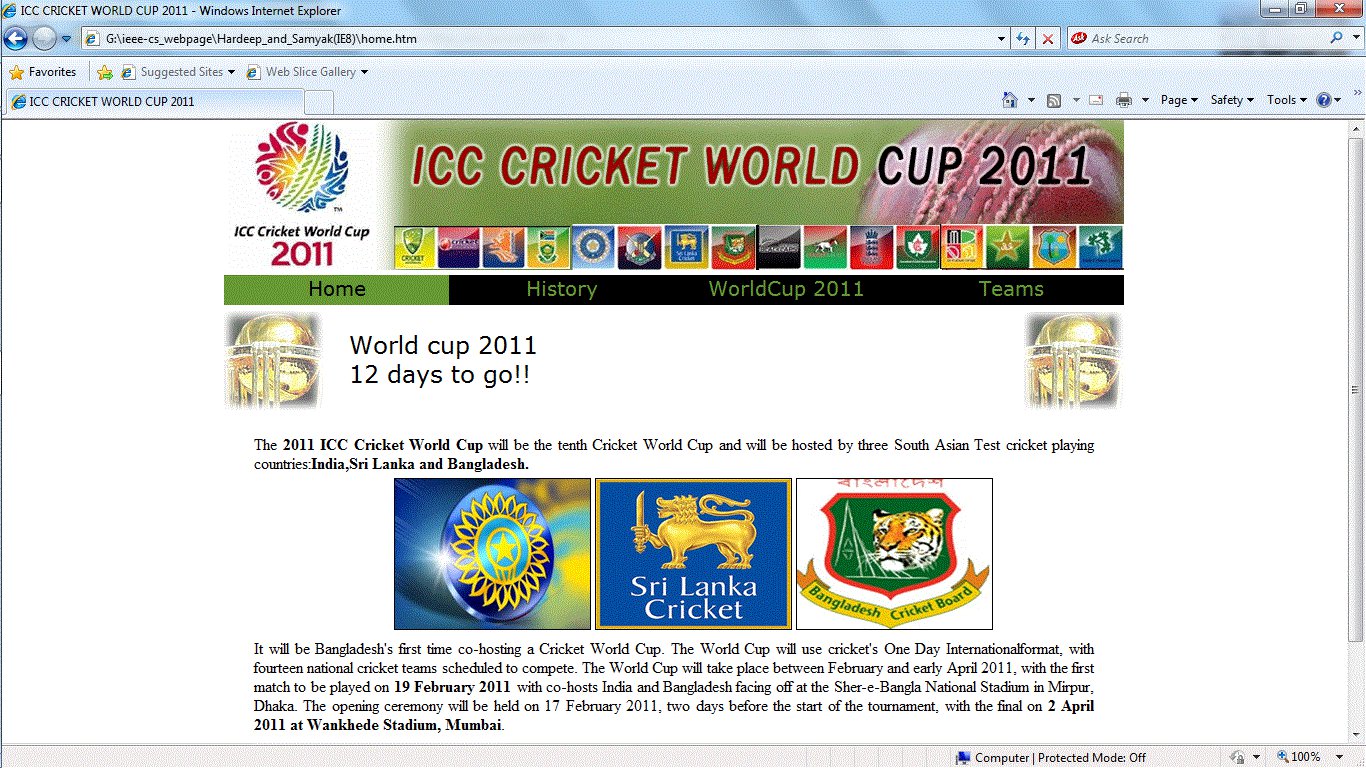 ICC CRICKET WORLD CUP 2011 - Windows Internet Explorer
G:\ieee-cs_webpage\Hardeep_and_Samyak(IE8)\home.htm
Ask Search
Favorites
Suggested Sites
Web Slice Gallery
ICC CRICKET WORLD CUP 2011
Page
Safety
Tools
ICC CRICKET WORLD CUP 2011
ICC Cricket World Cup
2011
Home
History
WorldCup 2011
Teams
World cup 2011
12 days to go!!
The 2011 ICC Cricket World Cup will be the tenth Cricket World Cup and will be hosted by three South Asian Test cricket playing
countries:India,Sri Lanka and Bangladesh.
Sri Lanka
Cricket
বাংলাদেশ
Bangladesh Cricket Board
It will be Bangladesh's first time co-hosting a Cricket World Cup. The World Cup will use cricket's One Day Internationalformat, with
fourteen national cricket teams scheduled to compete. The World Cup will take place between February and early April 2011, with the first
match to be played on 19 February 2011 with co-hosts India and Bangladesh facing off at the Sher-e-Bangla National Stadium in Mirpur,
Dhaka. The opening ceremony will be held on 17 February 2011, two days before the start of the tournament, with the final on 2 April
2011 at Wankhede Stadium, Mumbai.
Computer | Protected Mode: Off
100%